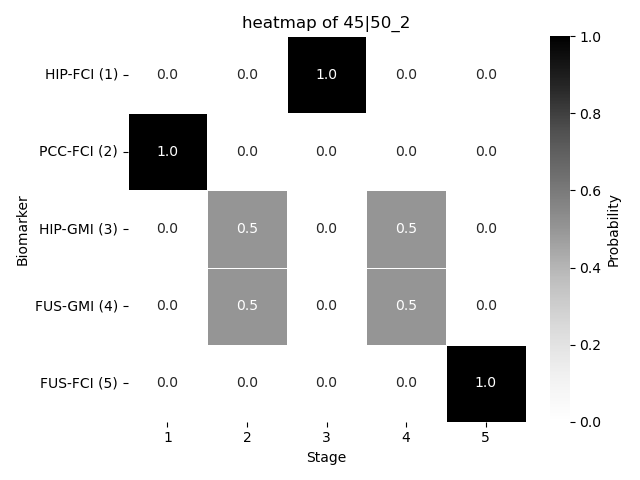 heatmap of 45|50_2
Biomarker
HIP-FCI (1) 0.0 0.0 1.0 0.0 0.0
PCC-FCI (2) 1.0 0.0 0.0 0.0 0.0
HIP-GMI (3) 0.0 0.5 0.0 0.5 0.0
FUS-GMI (4) 0.0 0.5 0.0 0.5 0.0
FUS-FCI (5) 0.0 0.0 0.0 0.0 1.0
1 2 3 4 5
Stage
1.0
0.8
0.6
0.4
0.2
0.0
Probability